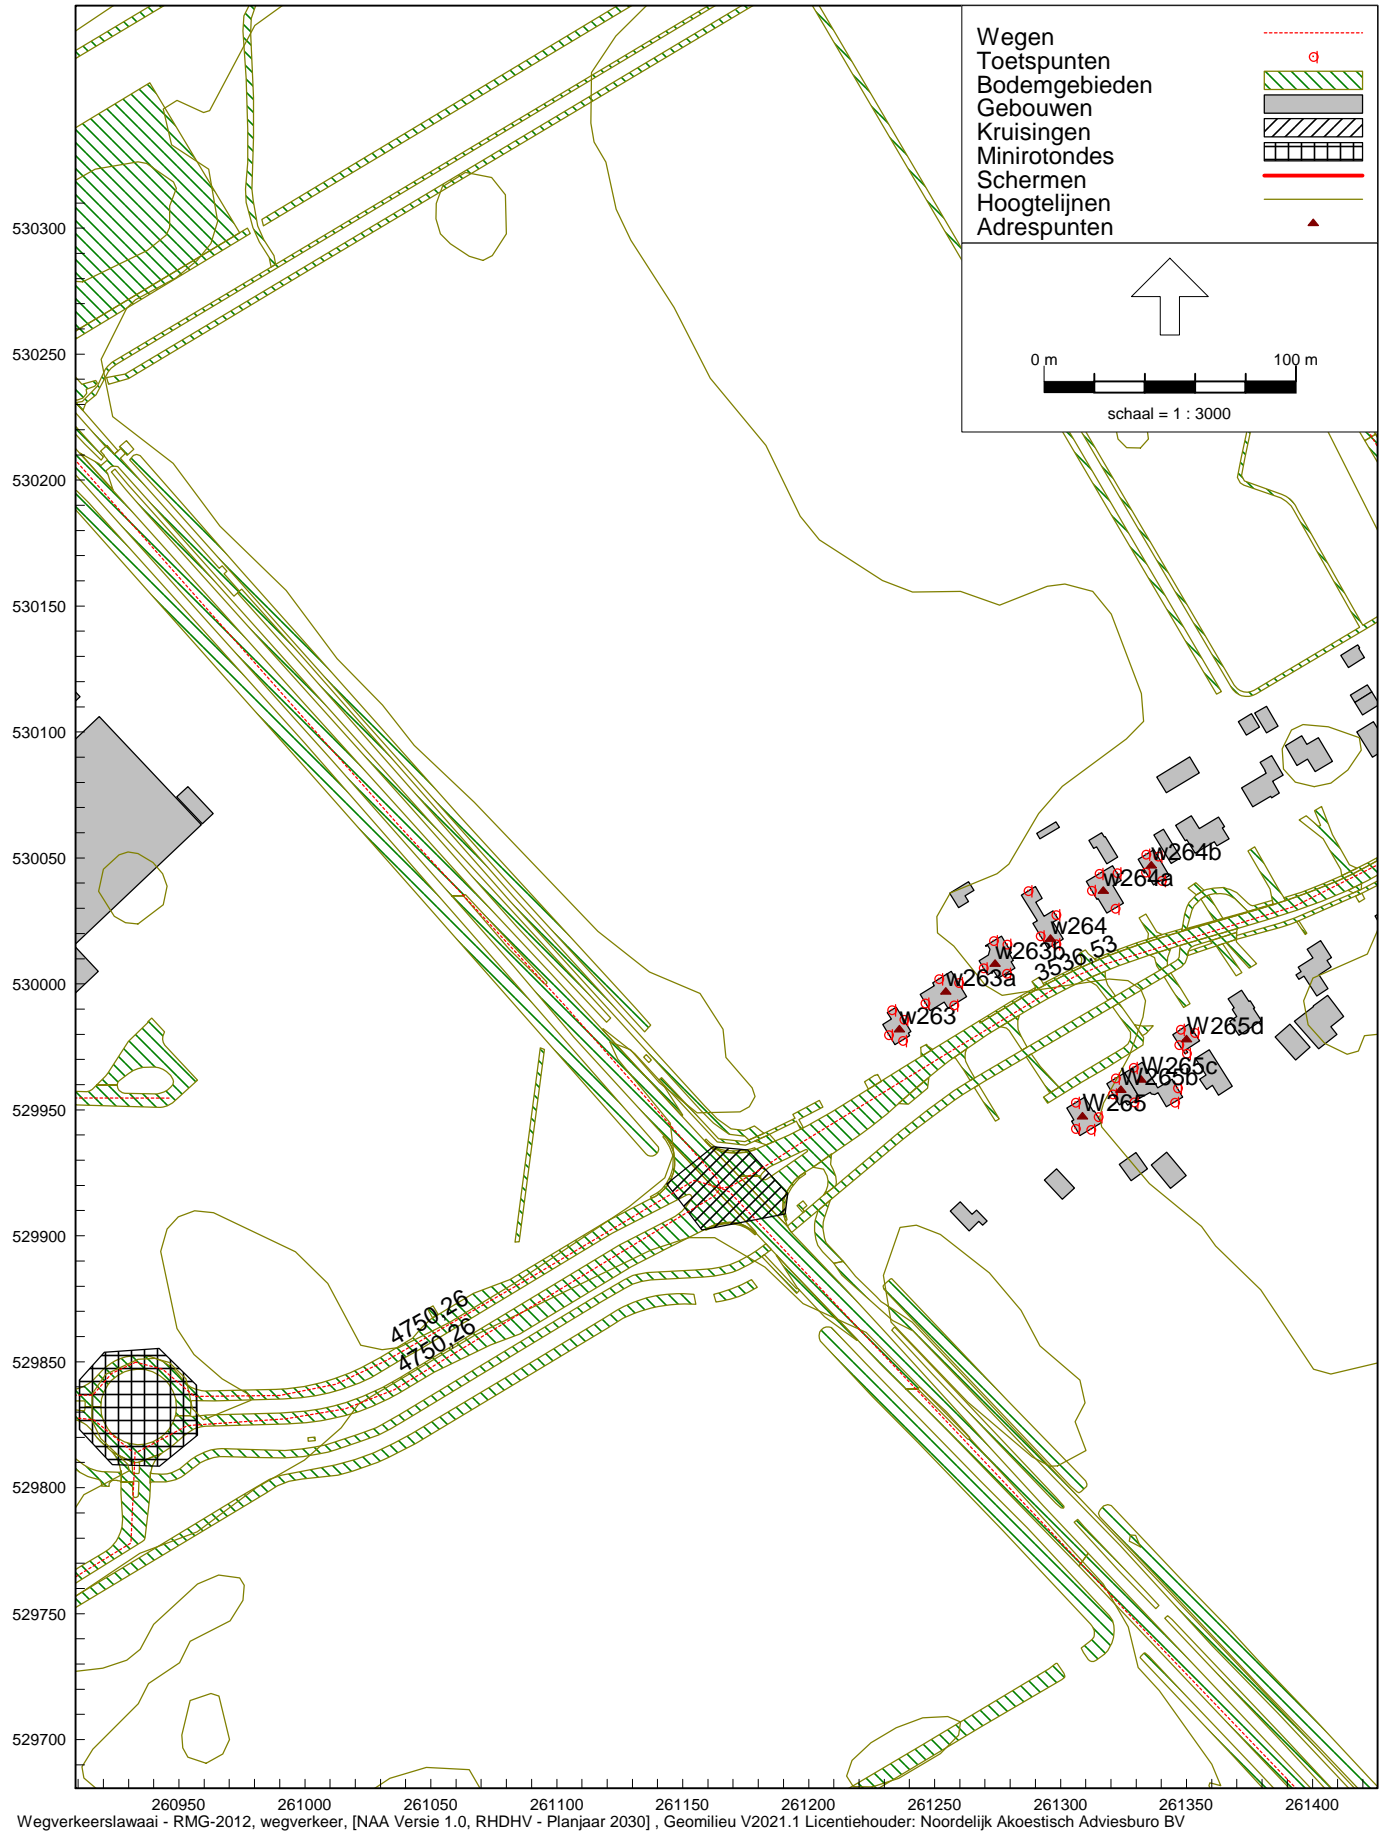 Wegen
Toetspunten
Bodemgebieden
Gebouwen
Kruisingen
Minirotondes
Schermen
Hoogtelijnen
Adrespunten
0 m 100 m
schaal = 1 : 3000
530300
530250
530200
530150
530100
530050
530000
529950
529900
529850
529800
529750
529700
w264b
w264a
w264
w263b
3536,53
w263a
w263
W265d
W265c
W265b
W265
4750,26
4750,26
260950 261000 261050 261100 261150 261200 261250 261300 261350 261400
Wegverkeerslawaai - RMG-2012, wegverkeer, [NAA Versie 1.0, RHDHV - Planjaar 2030] , Geomilieu V2021.1 Licentiehouder: Noordelijk Akoestisch Adviesburo BV